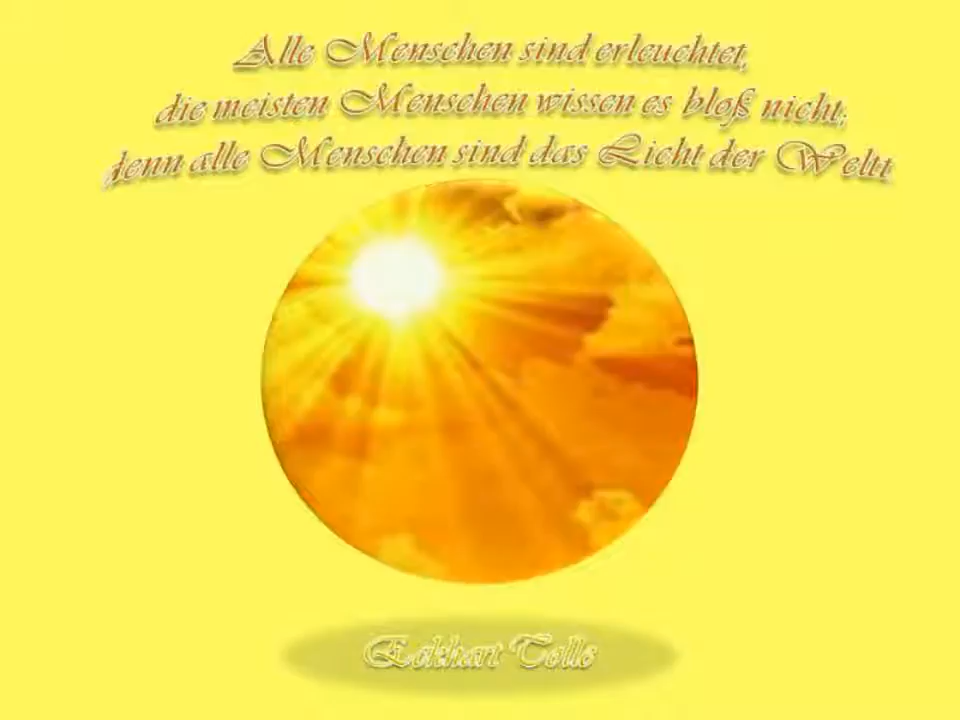 Alle Menschen sind erleuchtet,
die meisten Menschen wissen es bloß nicht;
denn alle Menschen sind das Licht der Weltt
Eckhart Tolle